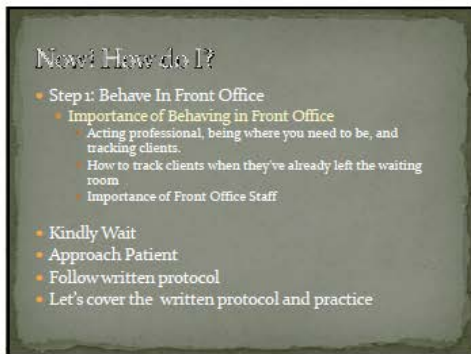 Now! How do I?
Step 1: Behave In Front Office
Importance of Behaving in Front Office
Acting professional, being where you need to be, and
tracking clients.
How to track clients when they've already left the waiting
room
Importance of Front Office Staff
Kindly Wait
Approach Patient
Follow written protocol
Let's cover the written protocol and practice